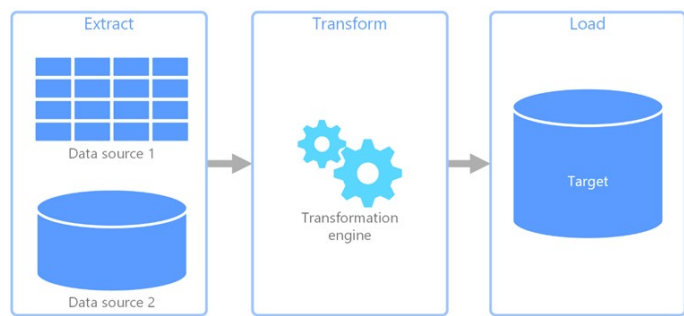 Extract
Data source 1
Data source 2
Transform
Transformation
engine
Load
Target